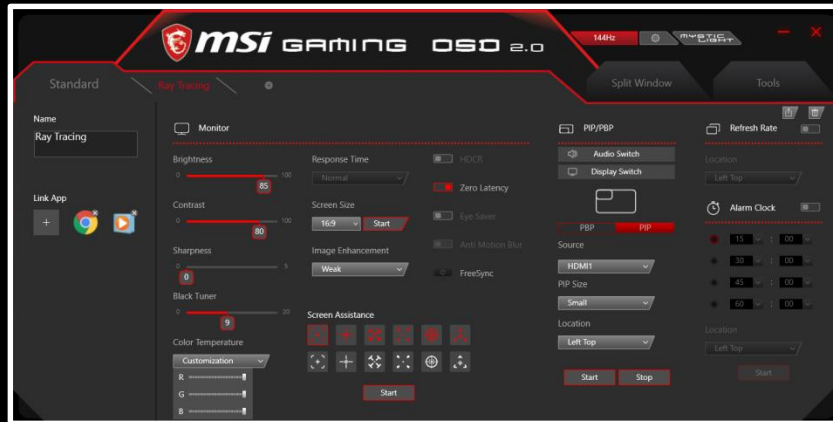 msi GAMING OSD 2.0
144Hz
MYSTIC LIGHT
Standard
Ray Tracing
Split Window
Tools
Name
Ray Tracing
Link App
Monitor
Brightness
0
100
85
Contrast
0
100
80
Sharpness
0
5
0
Black Tuner
0
20
9
Color Temperature
Customization
R
G
B
Response Time
Normal
Screen Size
16:9
Start
Image Enhancement
Weak
HDCR
Zero Latency
Eye Saver
Anti Motion Blur
FreeSync
Screen Assistance
Start
PIP/PBP
Audio Switch
Display Switch
PBP
PIP
Source
HDMI1
PIP Size
Small
Location
Left Top
Start
Stop
Refresh Rate
Location
Left Top
Alarm Clock
15 : 00
30 : 00
45 : 00
60 : 00
Location
Left Top
Start